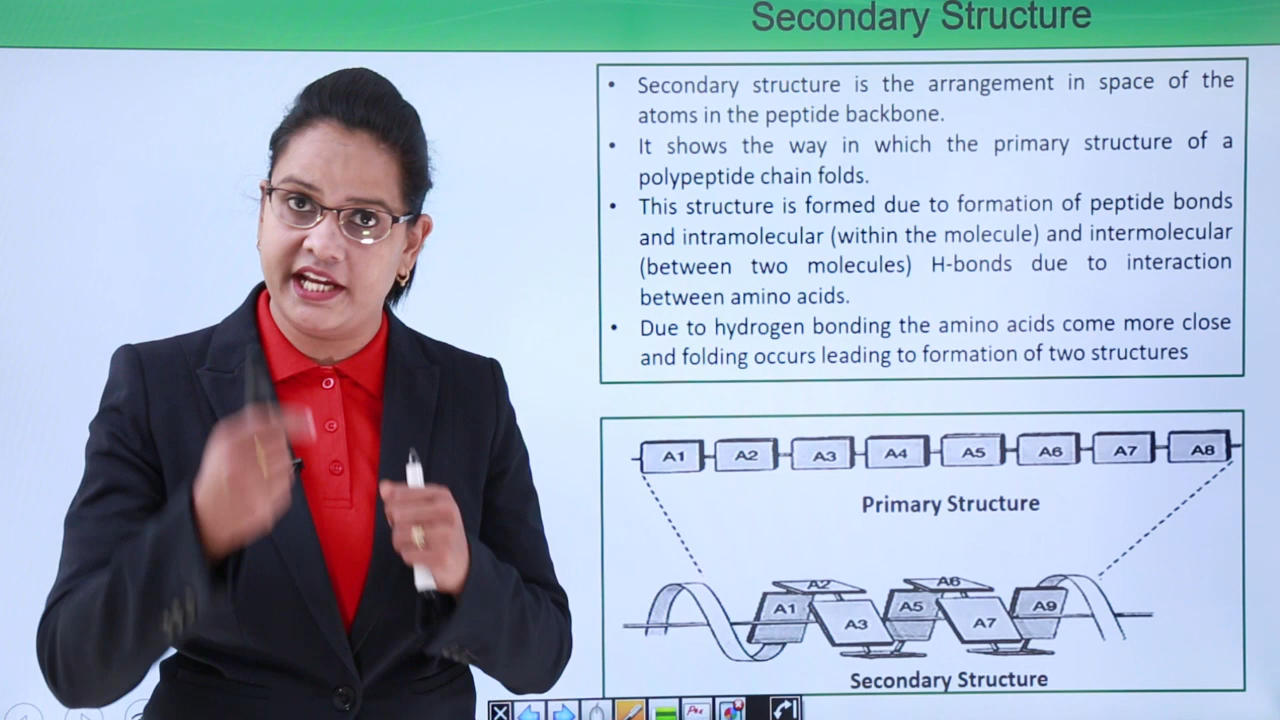 Secondary Structure
• Secondary structure is the arrangement in space of the
atoms in the peptide backbone.
• It shows the way in which the primary structure of a
polypeptide chain folds.
• This structure is formed due to formation of peptide bonds
and intramolecular (within the molecule) and intermolecular
(between two molecules) H-bonds due to interaction
between amino acids.
• Due to hydrogen bonding the amino acids come more close
and folding occurs leading to formation of two structures
A1 A2 A3 A4 A5 A6 A7 A8
Primary Structure
A2 A6
A1 A5 A9
A3 A7
Secondary Structure